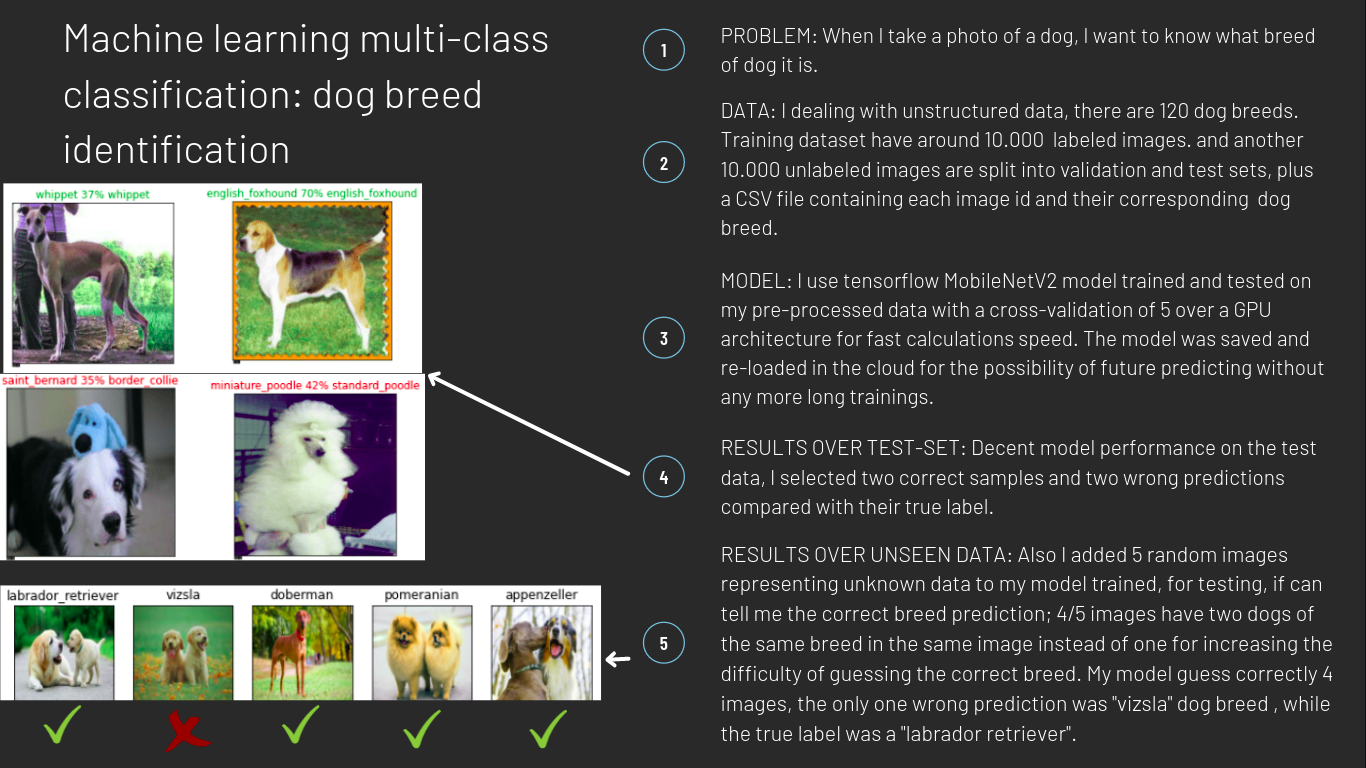 Machine learning multi-class
classification: dog breed
identification
whippet 37% whippet
english_foxhound 70% english_foxhound
saint_bernard 35% border_collie
miniature_poodle 42% standard_poodle
labrador_retriever
vizsla
doberman
pomeranian
appenzeller
1
PROBLEM: When I take a photo of a dog, I want to know what breed
of dog it is.
2
DATA: I dealing with unstructured data, there are 120 dog breeds.
Training dataset have around 10.000 labeled images. and another
10.000 unlabeled images are split into validation and test sets, plus
a CSV file containing each image id and their corresponding dog
breed.
3
MODEL: I use tensorflow MobileNetV2 model trained and tested on
my pre-processed data with a cross-validation of 5 over a GPU
architecture for fast calculations speed. The model was saved and
re-loaded in the cloud for the possibility of future predicting without
any more long trainings.
4
RESULTS OVER TEST-SET: Decent model performance on the test
data, I selected two correct samples and two wrong predictions
compared with their true label.
5
RESULTS OVER UNSEEN DATA: Also I added 5 random images
representing unknown data to my model trained, for testing, if can
tell me the correct breed prediction; 4/5 images have two dogs of
the same breed in the same image instead of one for increasing the
difficulty of guessing the correct breed. My model guess correctly 4
images, the only one wrong prediction was "vizsla" dog breed , while
the true label was a "labrador retriever".